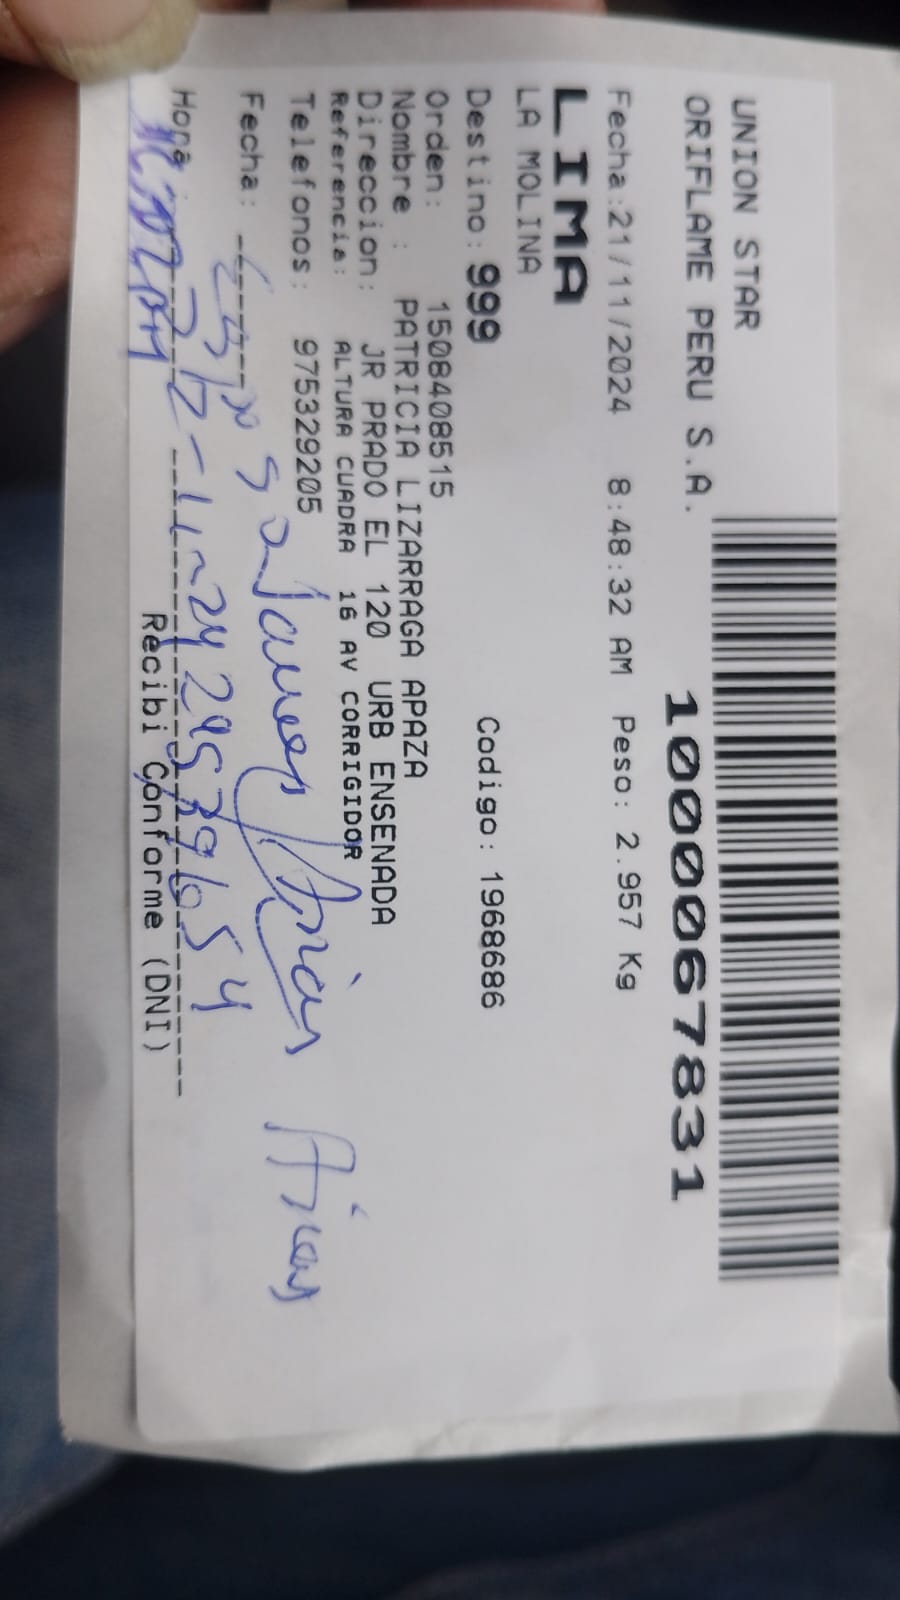 UNION STAR
ORIFLAME PERU S.A.
1000067831
Fecha:21/11/2024 8:48:32 AM Peso: 2.957 Kg
LIMA
LA MOLINA
Destino: 999 Codigo: 1968686
Orden: 1508408515
Nombre : PATRICIA LIZARRAGA APAZA
Direccion: JR PRADO EL 120 URB ENSENADA
Referencia: ALTURA CUADRA 16 AV CORRIGIDOR
Telefonos: 975329205
Arias
Fecha:
Hora
Recibi Conforme (DNI)